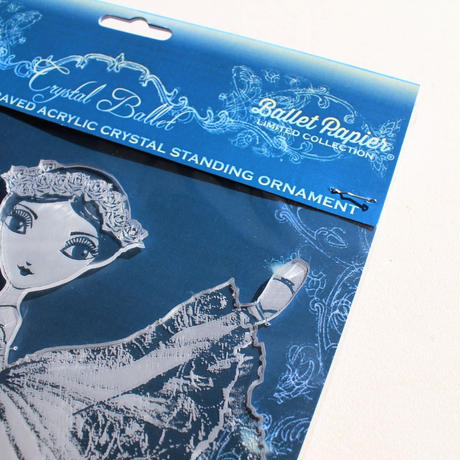 Crystal Ballet
Ballet Papier®
LIMITED COLLECTION
ACRYLIC CRYSTAL STANDING ORNAMENT